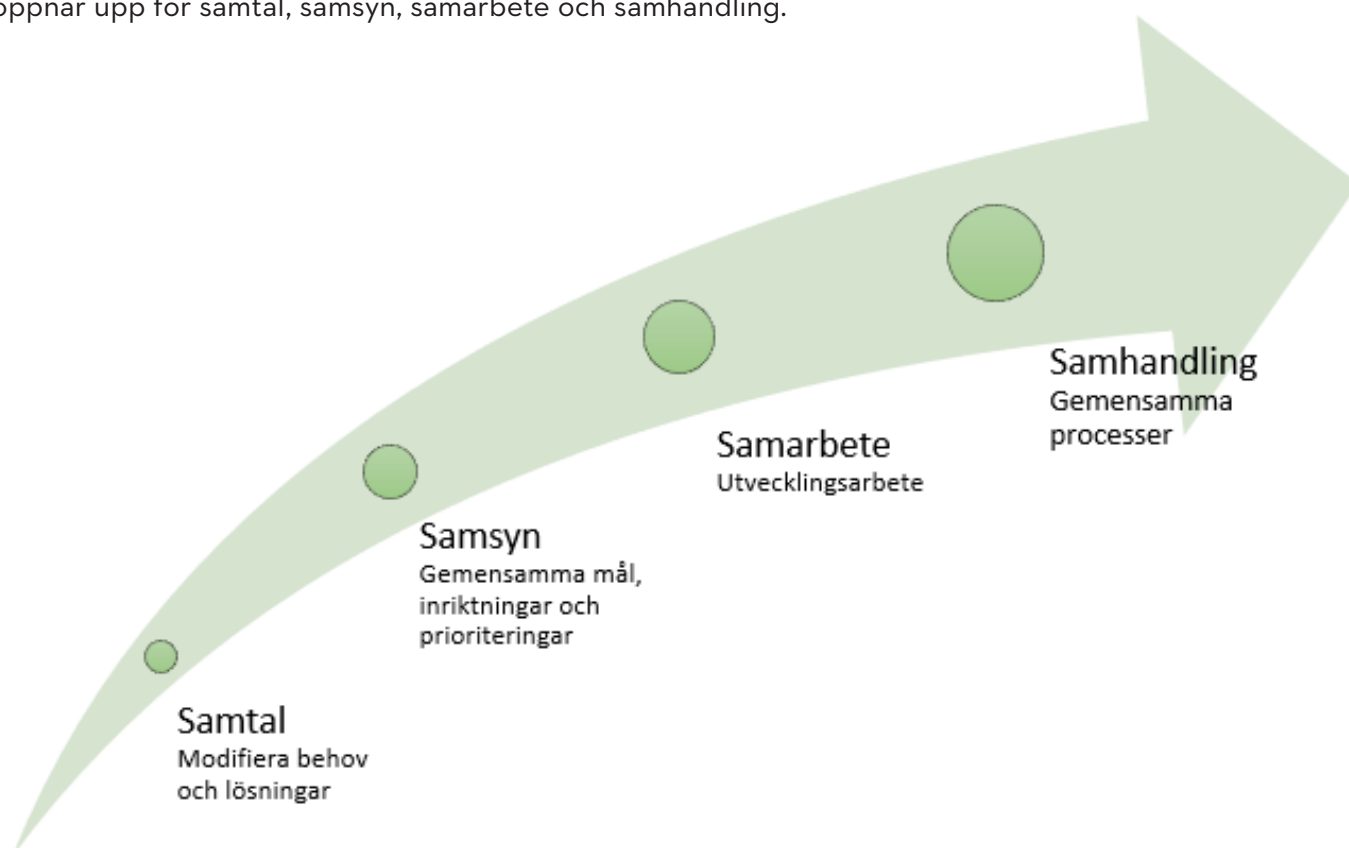 öppnar upp för samtal, samsyn, samarbete och samhandling.
Samhandling
Gemensamma
processer
Samarbete
Utvecklingsarbete
Samsyn
Gemensamma mål,
inriktningar och
prioriteringar
Samtal
Modifiera behov
och lösningar